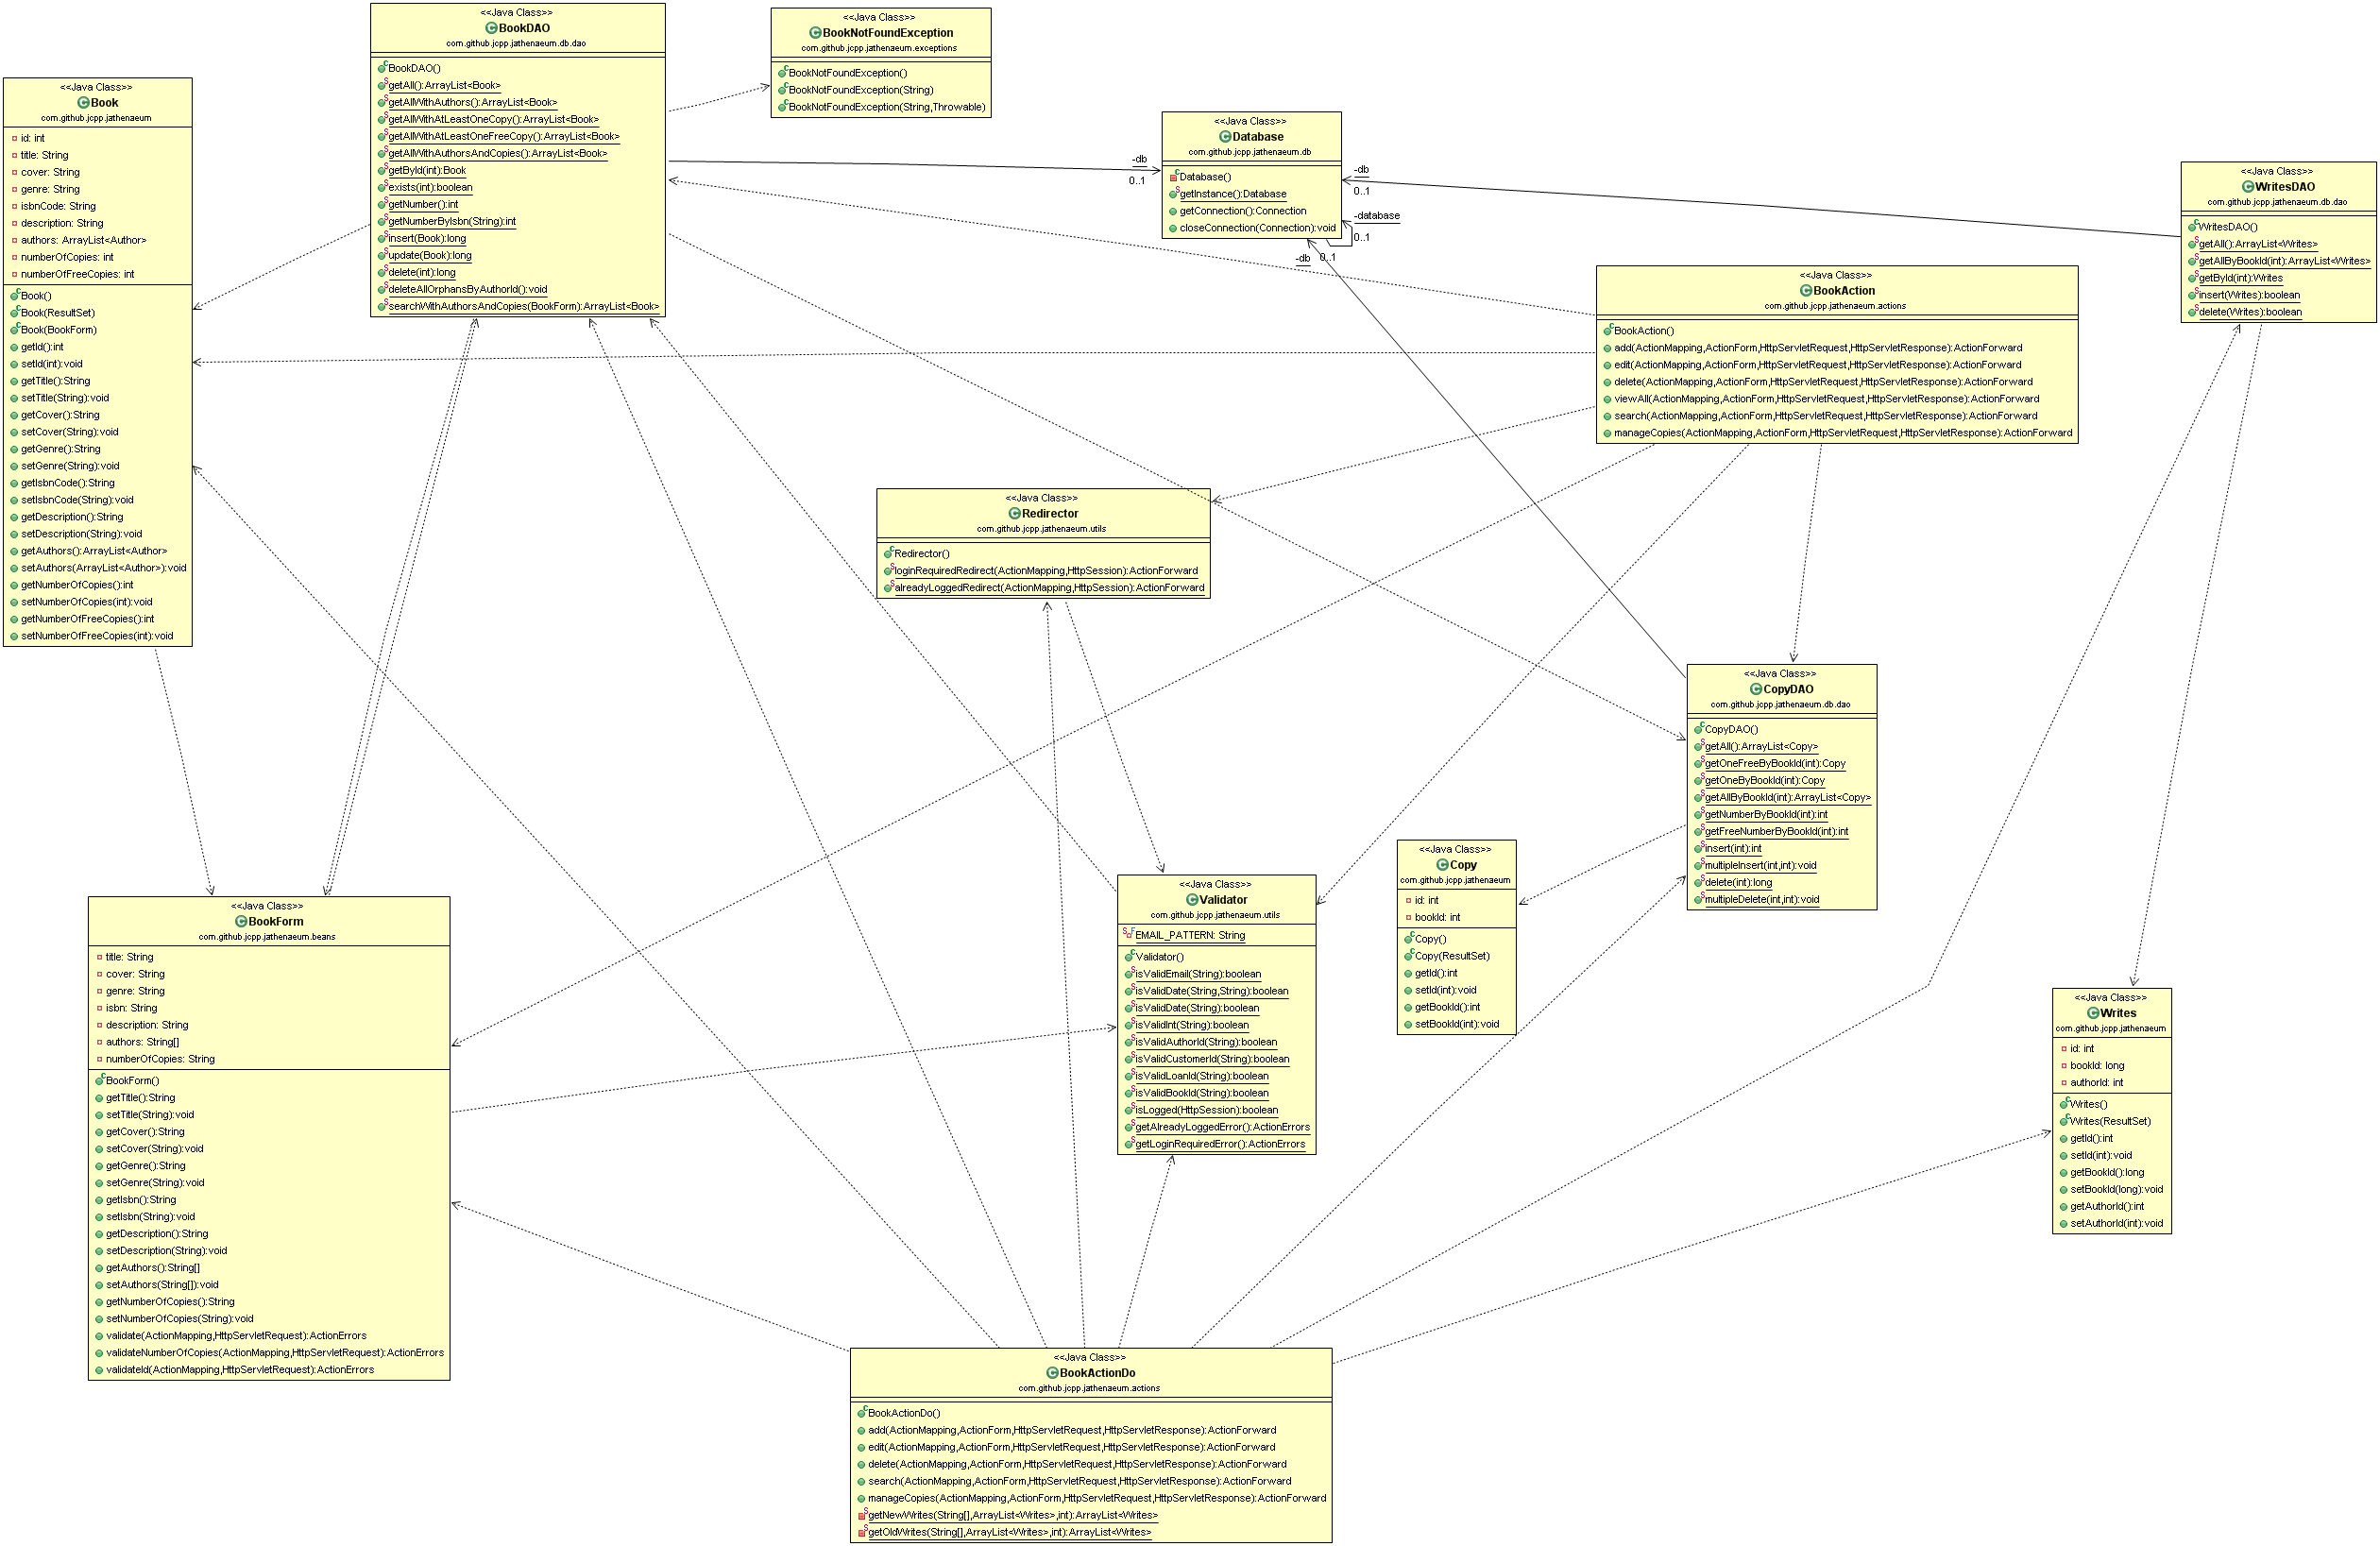 <<Java Class>>
BookDAO
com.github.jcpp.jathenaeum.db.dao
BookDAO()
getAll():ArrayList<Book>
getAllWithAuthors():ArrayList<Book>
getAllWithAtLeastOneCopy():ArrayList<Book>
getAllWithAtLeastOneFreeCopy():ArrayList<Book>
getAllWithAuthorsAndCopies():ArrayList<Book>
getById(int):Book
exists(int):boolean
getNumber():int
getNumberByIsbn(String):int
insert(Book):long
update(Book):long
delete(int):long
deleteAllOrphansByAuthorId():void
searchWithAuthorsAndCopies(BookForm):ArrayList<Book>
<<Java Class>>
BookNotFoundException
com.github.jcpp.jathenaeum.exceptions
BookNotFoundException()
BookNotFoundException(String)
BookNotFoundException(String,Throwable)
<<Java Class>>
Book
com.github.jcpp.jathenaeum
id: int
title: String
cover: String
genre: String
isbnCode: String
description: String
authors: ArrayList<Author>
numberOfCopies: int
numberOfFreeCopies: int
Book()
Book(ResultSet)
Book(BookForm)
getId():int
setId(int):void
getTitle():String
setTitle(String):void
getCover():String
setCover(String):void
getGenre():String
setGenre(String):void
getIsbnCode():String
setIsbnCode(String):void
getDescription():String
setDescription(String):void
getAuthors():ArrayList<Author>
setAuthors(ArrayList<Author>):void
getNumberOfCopies():int
setNumberOfCopies(int):void
getNumberOfFreeCopies():int
setNumberOfFreeCopies(int):void
<<Java Class>>
Database
com.github.jcpp.jathenaeum.db
Database()
getInstance():Database
getConnection():Connection
closeConnection(Connection):void
-db
0..1
-db
0..1
-database
0..1
-db
0..1
<<Java Class>>
WritesDAO
com.github.jcpp.jathenaeum.db.dao
WritesDAO()
getAll():ArrayList<Writes>
getAllByBookId(int):ArrayList<Writes>
getById(int):Writes
insert(Writes):boolean
delete(Writes):boolean
<<Java Class>>
BookAction
com.github.jcpp.jathenaeum.actions
BookAction()
add(ActionMapping,ActionForm,HttpServletRequest,HttpServletResponse):ActionForward
edit(ActionMapping,ActionForm,HttpServletRequest,HttpServletResponse):ActionForward
delete(ActionMapping,ActionForm,HttpServletRequest,HttpServletResponse):ActionForward
viewAll(ActionMapping,ActionForm,HttpServletRequest,HttpServletResponse):ActionForward
search(ActionMapping,ActionForm,HttpServletRequest,HttpServletResponse):ActionForward
manageCopies(ActionMapping,ActionForm,HttpServletRequest,HttpServletResponse):ActionForward
<<Java Class>>
Redirector
com.github.jcpp.jathenaeum.utils
Redirector()
loginRequiredRedirect(ActionMapping,HttpSession):ActionForward
alreadyLoggedRedirect(ActionMapping,HttpSession):ActionForward
<<Java Class>>
CopyDAO
com.github.jcpp.jathenaeum.db.dao
CopyDAO()
getAll():ArrayList<Copy>
getOneFreeByBookId(int):Copy
getOneByBookId(int):Copy
getAllByBookId(int):ArrayList<Copy>
getNumberByBookId(int):int
getFreeNumberByBookId(int):int
insert(int):int
multipleInsert(int,int):void
delete(int):long
multipleDelete(int,int):void
<<Java Class>>
Copy
com.github.jcpp.jathenaeum
id: int
bookId: int
Copy()
Copy(ResultSet)
getId():int
setId(int):void
getBookId():int
setBookId(int):void
<<Java Class>>
Validator
com.github.jcpp.jathenaeum.utils
EMAIL_PATTERN: String
Validator()
isValidEmail(String):boolean
isValidDate(String,String):boolean
isValidDate(String):boolean
isValidInt(String):boolean
isValidAuthorId(String):boolean
isValidCustomerId(String):boolean
isValidLoanId(String):boolean
isValidBookId(String):boolean
isLogged(HttpSession):boolean
getAlreadyLoggedError():ActionErrors
getLoginRequiredError():ActionErrors
<<Java Class>>
BookForm
com.github.jcpp.jathenaeum.beans
title: String
cover: String
genre: String
isbn: String
description: String
authors: String[]
numberOfCopies: String
BookForm()
getTitle():String
setTitle(String):void
getCover():String
setCover(String):void
getGenre():String
setGenre(String):void
getIsbn():String
setIsbn(String):void
getDescription():String
setDescription(String):void
getAuthors():String[]
setAuthors(String[]):void
getNumberOfCopies():String
setNumberOfCopies(String):void
validate(ActionMapping,HttpServletRequest):ActionErrors
validateNumberOfCopies(ActionMapping,HttpServletRequest):ActionErrors
validateId(ActionMapping,HttpServletRequest):ActionErrors
<<Java Class>>
Writes
com.github.jcpp.jathenaeum
id: int
bookId: long
authorId: int
Writes()
Writes(ResultSet)
getId():int
setId(int):void
getBookId():long
setBookId(long):void
getAuthorId():int
setAuthorId(int):void
<<Java Class>>
BookActionDo
com.github.jcpp.jathenaeum.actions
BookActionDo()
add(ActionMapping,ActionForm,HttpServletRequest,HttpServletResponse):ActionForward
edit(ActionMapping,ActionForm,HttpServletRequest,HttpServletResponse):ActionForward
delete(ActionMapping,ActionForm,HttpServletRequest,HttpServletResponse):ActionForward
search(ActionMapping,ActionForm,HttpServletRequest,HttpServletResponse):ActionForward
manageCopies(ActionMapping,ActionForm,HttpServletRequest,HttpServletResponse):ActionForward
getNewWrites(String[],ArrayList<Writes>,int):ArrayList<Writes>
getOldWrites(String[],ArrayList<Writes>,int):ArrayList<Writes>